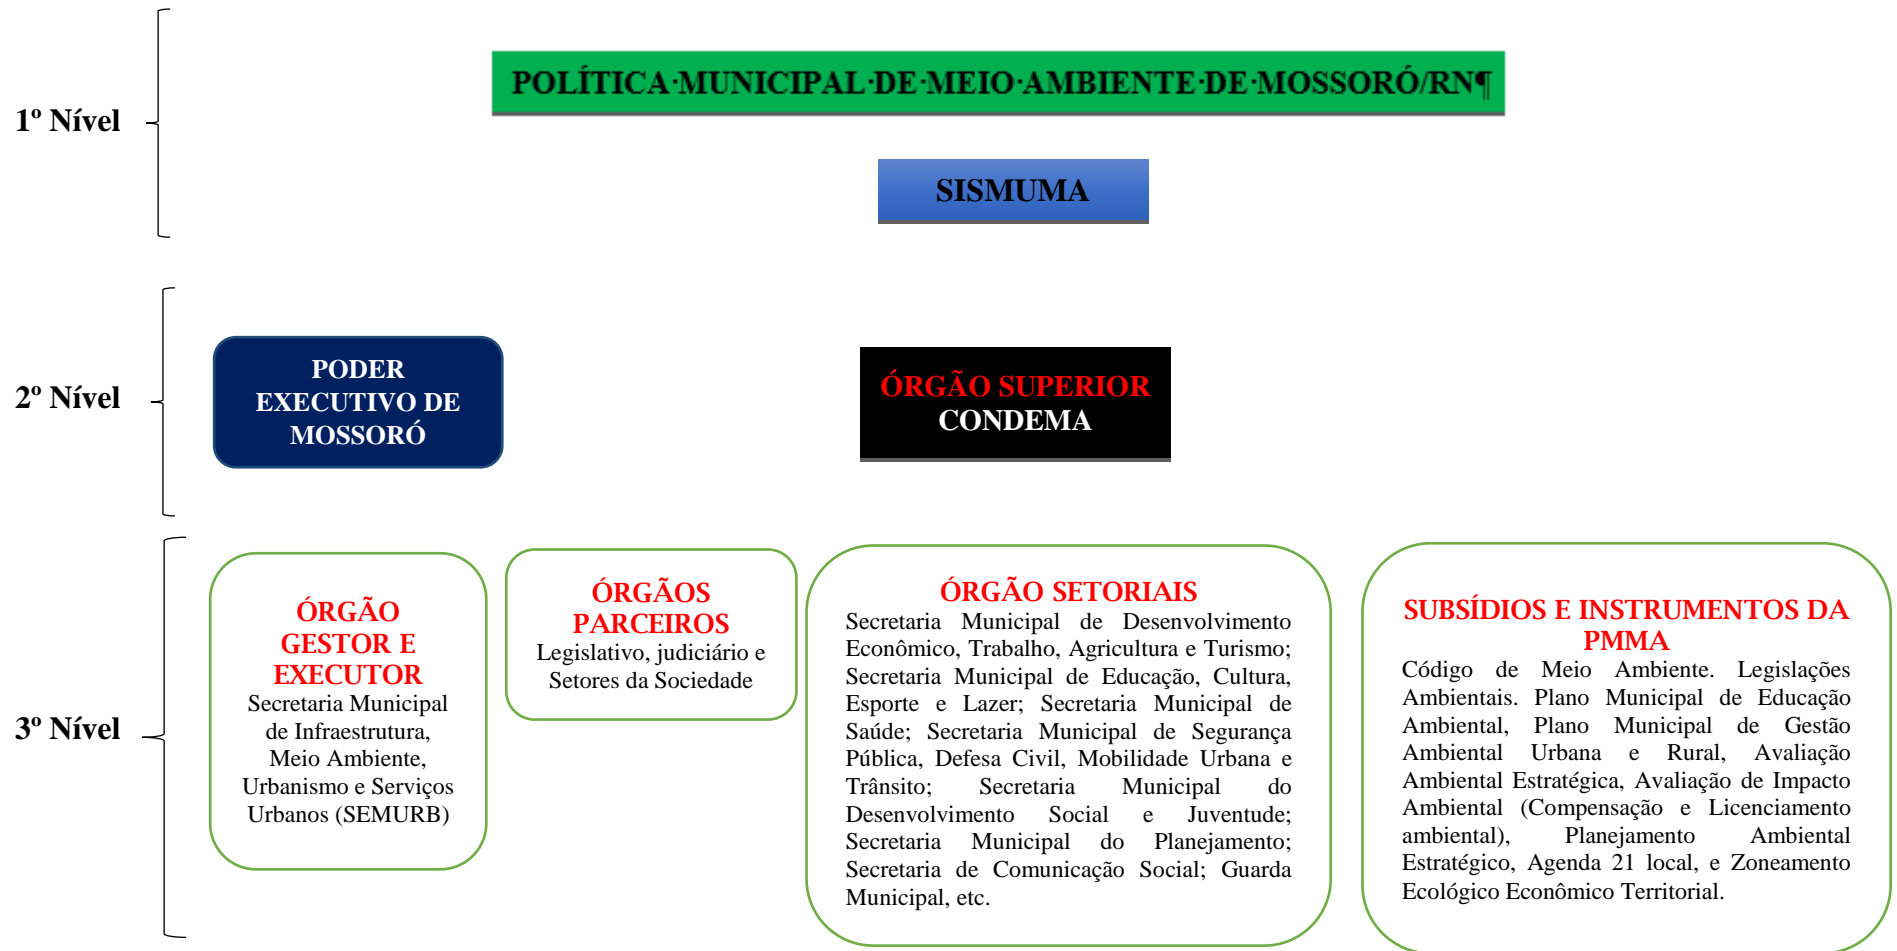 1º Nível
POLÍTICA·MUNICIPAL·DE·MEIO·AMBIENTE·DE·MOSSORÓ/RN¶
SISMUMA
2º Nível
PODER
EXECUTIVO DE
MOSSORÓ
ÓRGÃO SUPERIOR
CONDEMA
3º Nível
ÓRGÃO
GESTOR E
EXECUTOR
Secretaria Municipal
de Infraestrutura,
Meio Ambiente,
Urbanismo e Serviços
Urbanos (SEMURB)
ÓRGÃOS
PARCEIROS
Legislativo, judiciário e
Setores da Sociedade
ÓRGÃO SETORIAIS
Secretaria Municipal de Desenvolvimento
Econômico, Trabalho, Agricultura e Turismo;
Secretaria Municipal de Educação, Cultura,
Esporte e Lazer; Secretaria Municipal de
Saúde; Secretaria Municipal de Segurança
Pública, Defesa Civil, Mobilidade Urbana e
Trânsito; Secretaria Municipal do
Desenvolvimento Social e Juventude;
Secretaria Municipal do Planejamento;
Secretaria de Comunicação Social; Guarda
Municipal, etc.
SUBSÍDIOS E INSTRUMENTOS DA
PMMA
Código de Meio Ambiente. Legislações
Ambientais. Plano Municipal de Educação
Ambiental, Plano Municipal de Gestão
Ambiental Urbana e Rural, Avaliação
Ambiental Estratégica, Avaliação de Impacto
Ambiental (Compensação e Licenciamento
ambiental), Planejamento Ambiental
Estratégico, Agenda 21 local, e Zoneamento
Ecológico Econômico Territorial.